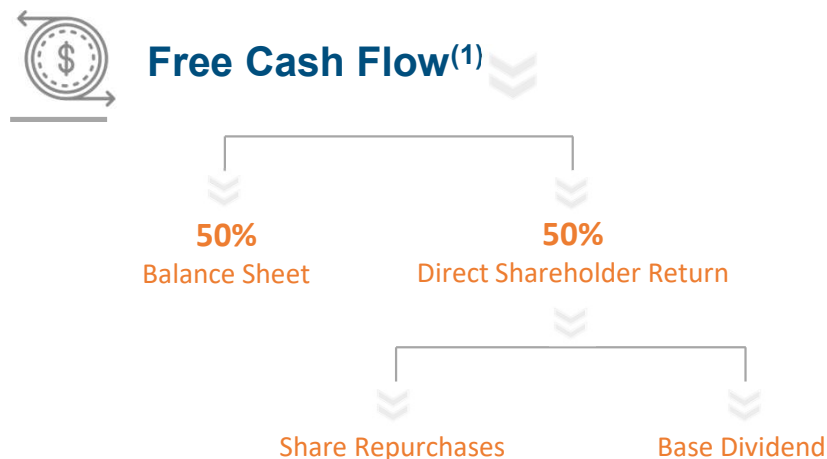 $
Free Cash Flow(1)
50%
Balance Sheet
50%
Direct Shareholder Return
Share Repurchases
Base Dividend